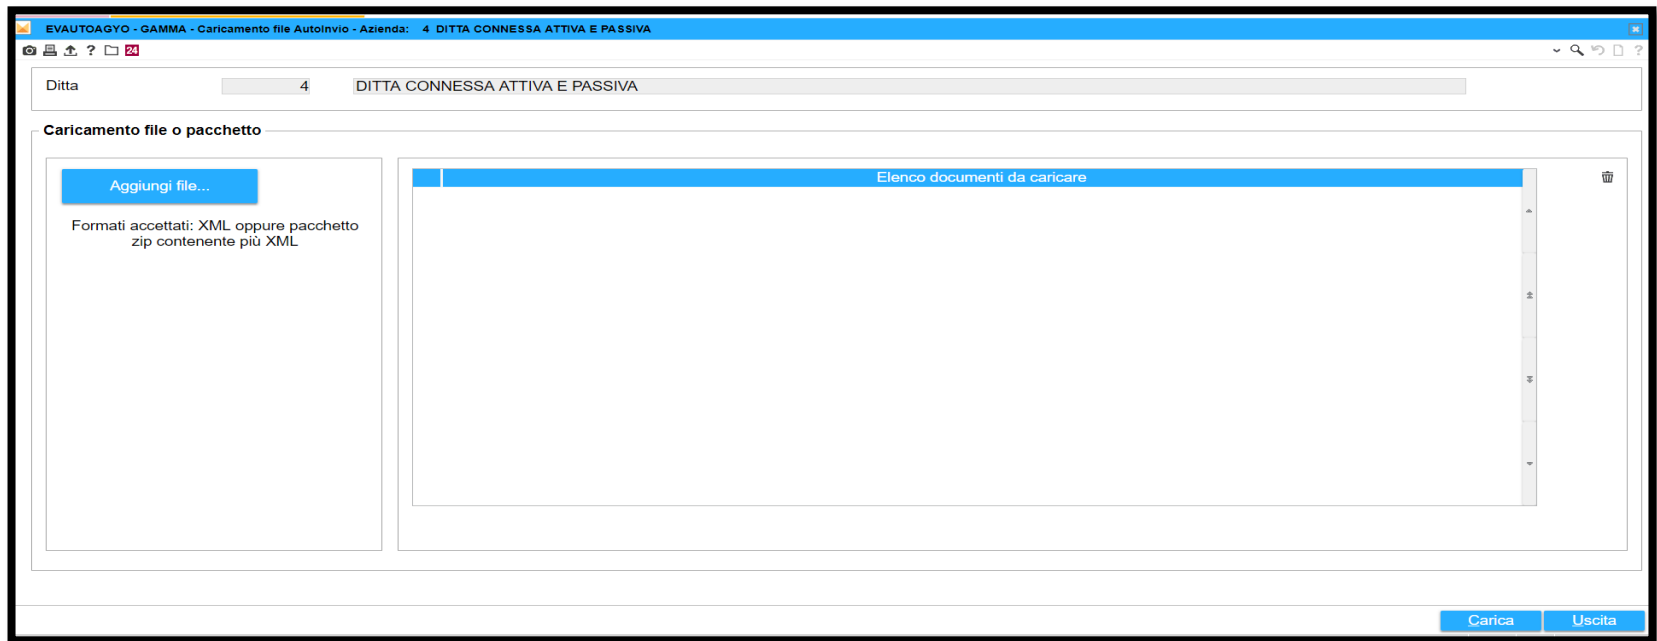 EVAUTOAGYO - GAMMA - Caricamento file AutoInvio - Azienda: 4 DITTA CONNESSA ATTIVA E PASSIVA
? 24 ?
Ditta 4 DITTA CONNESSA ATTIVA E PASSIVA
Caricamento file o pacchetto
Aggiungi file...
Formati accettati: XML oppure pacchetto
zip contenente più XML
Elenco documenti da caricare
Carica Uscita